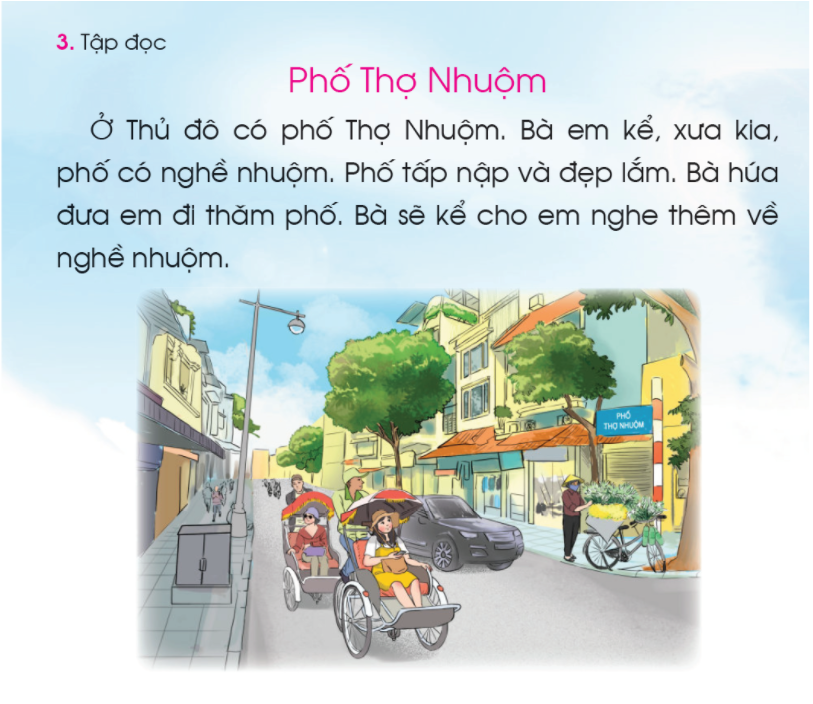 3. Tập đọc
Phố Thợ Nhuộm
Ở Thủ đô có phố Thợ Nhuộm. Bà em kể, xưa kia,
phố có nghề nhuộm. Phố tấp nập và đẹp lắm. Bà húa
đưa em đi thăm phố. Bà sẽ kể cho em nghe thêm về
nghề nhuộm.
PHỐ
THỢ NHUỘM